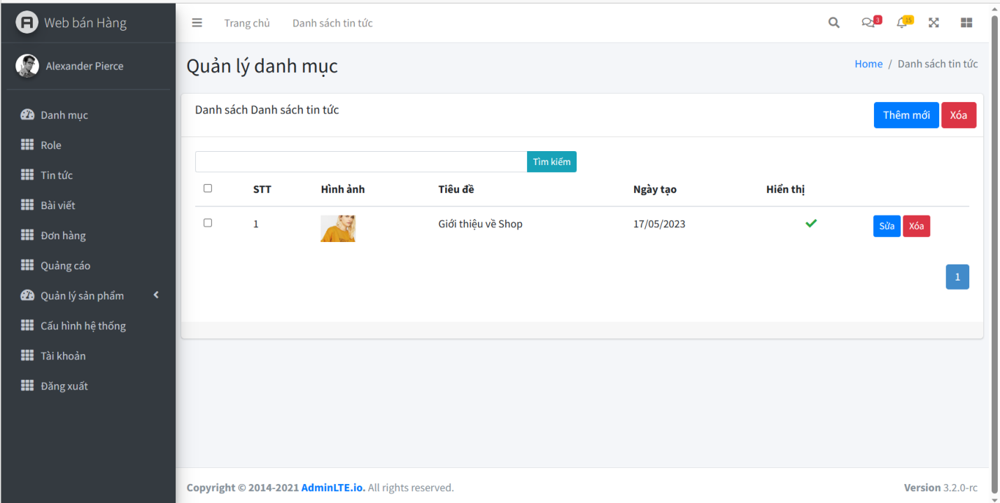 Web bán Hàng
Trang chủ Danh sách tin tức 3 15
Alexander Pierce
Quản lý danh mục
Home / Danh sách tin tức
Danh sách Danh sách tin tức
Thêm mới Xóa
Danh mục
Role
Tin tức
Bài viết
Đơn hàng
Quảng cáo
Quản lý sản phẩm
Cấu hình hệ thống
Tài khoản
Đăng xuất
Tìm kiếm
STT Hình ảnh Tiêu đề Ngày tạo Hiển thị
1 Giới thiệu về Shop 17/05/2023 Sửa Xóa
1
Copyright © 2014-2021 AdminLTE.io. All rights reserved.
Version 3.2.0-rc